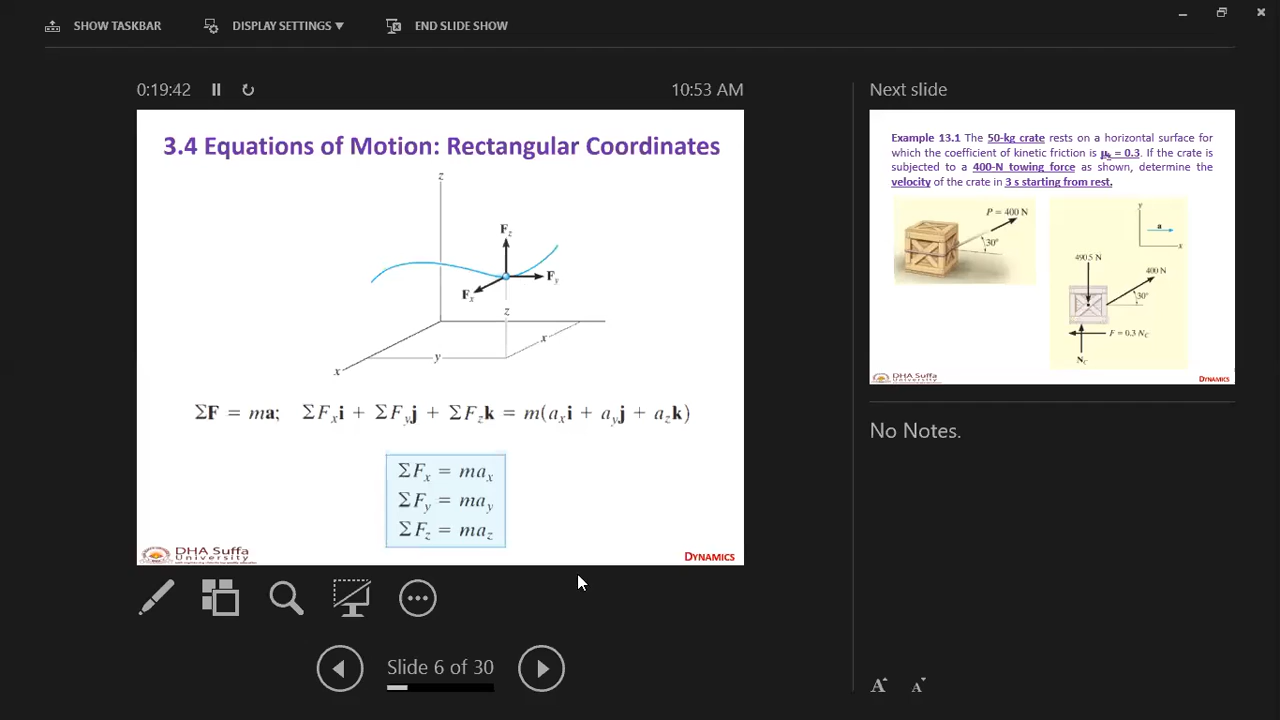 SHOW TASKBAR
DISPLAY SETTINGS ▼
END SLIDE SHOW
0:19:42
10:53 AM
3.4 Equations of Motion: Rectangular Coordinates
z
F_z
F_y
F_x
z
x
y
x
ΣF = ma; ΣF_x i + ΣF_y j + ΣF_z k = m(a_x i + a_y j + a_z k)
ΣF_x = ma_x
ΣF_y = ma_y
ΣF_z = ma_z
DHA Suffa
University
DYNAMICS
Slide 6 of 30
Next slide
Example 13.1 The 50-kg crate rests on a horizontal surface for
which the coefficient of kinetic friction is μ_k = 0.3. If the crate is
subjected to a 400-N towing force as shown, determine the
velocity of the crate in 3 s starting from rest.
P = 400 N
30°
y
a
x
490.5 N
400 N
30°
F = 0.3 N_C
N_C
DHA Suffa
University
DYNAMICS
No Notes.
A A